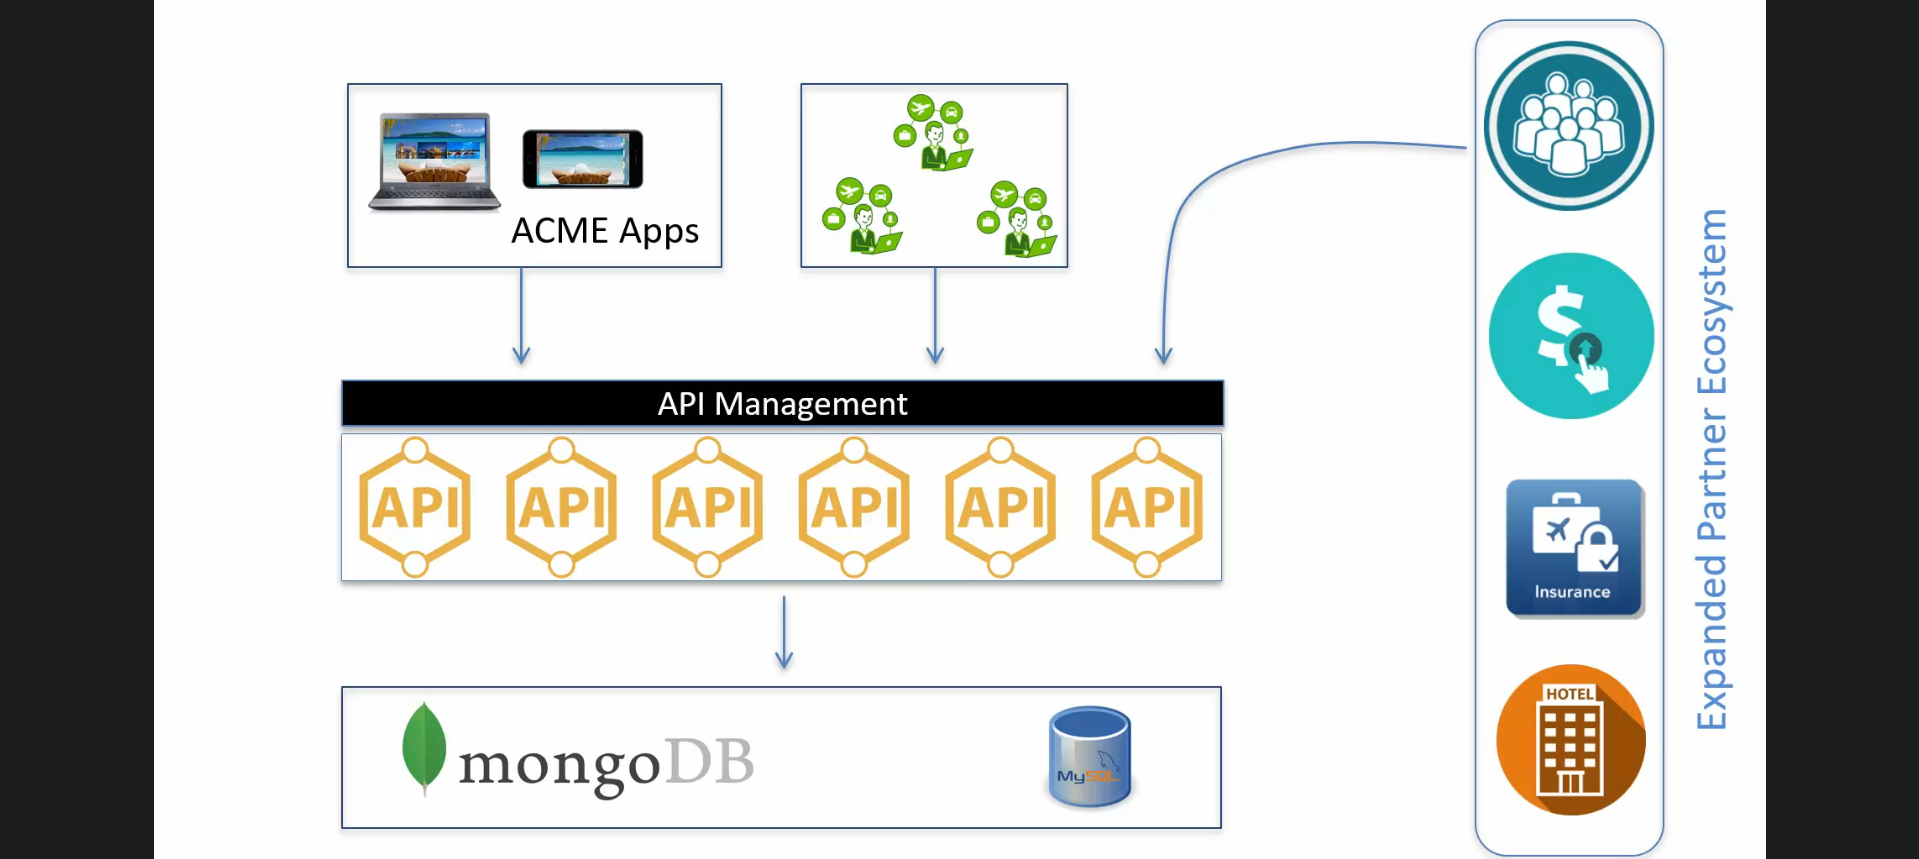 ACME Apps
API Management
API API API API API API
mongoDB
MySQL
$
Insurance
HOTEL
Expanded Partner Ecosystem